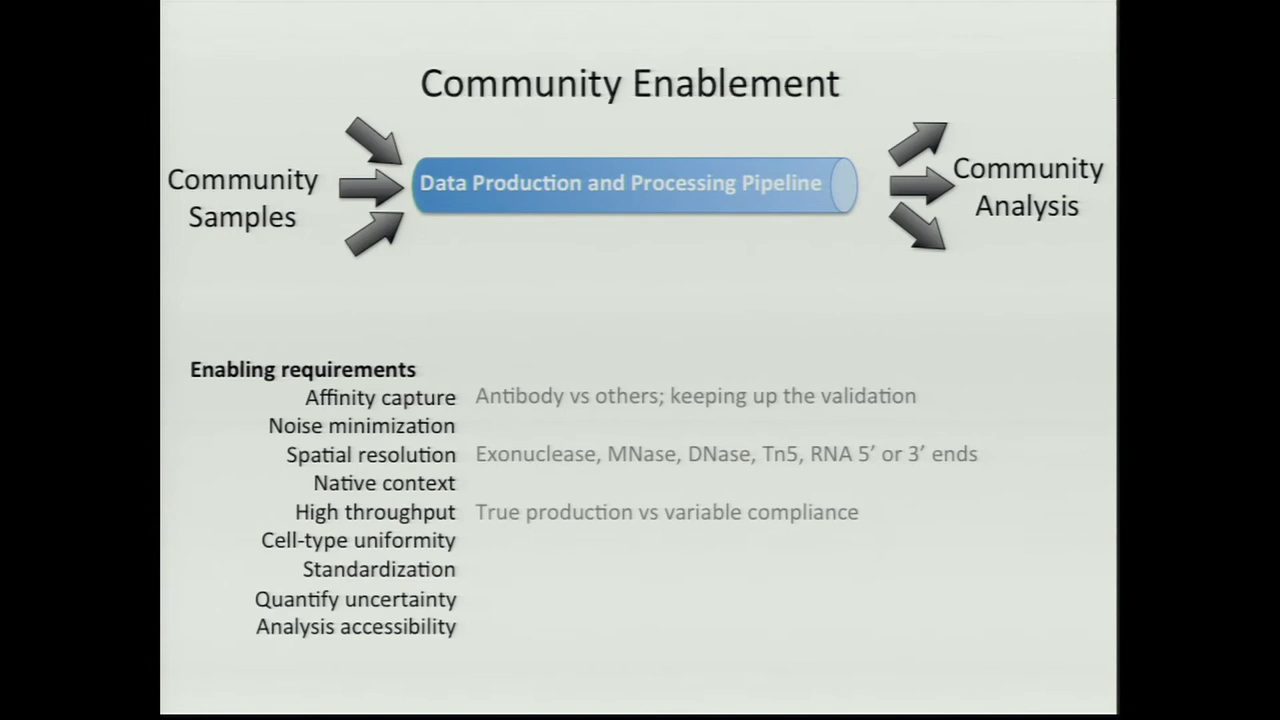 Community Enablement
Community
Samples
Data Production and Processing Pipeline
Community
Analysis
Enabling requirements
Affinity capture Antibody vs others; keeping up the validation
Noise minimization
Spatial resolution Exonuclease, MNase, DNase, Tn5, RNA 5’ or 3’ ends
Native context
High throughput True production vs variable compliance
Cell-type uniformity
Standardization
Quantify uncertainty
Analysis accessibility